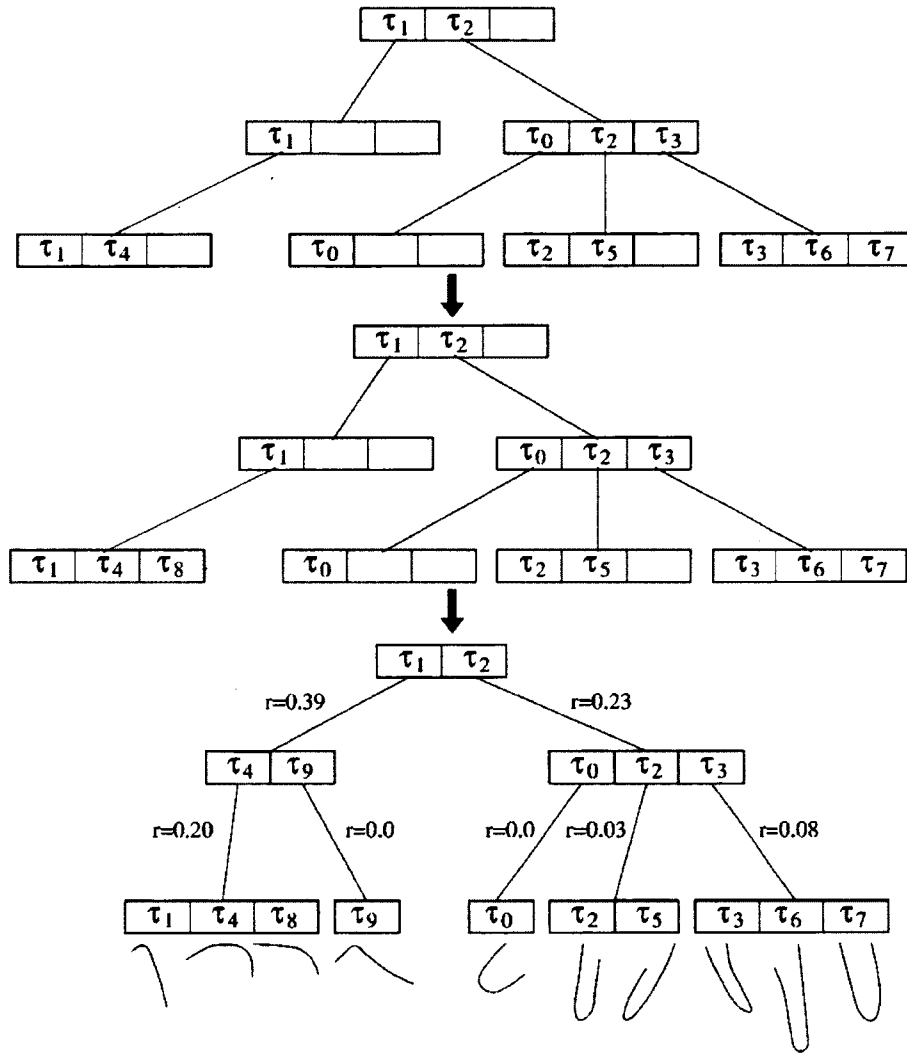 τ1 τ2
τ1 τ0 τ2 τ3
τ1 τ4 τ0 τ2 τ5 τ3 τ6 τ7
τ1 τ2
τ1 τ0 τ2 τ3
τ1 τ4 τ8 τ0 τ2 τ5 τ3 τ6 τ7
τ1 τ2
r=0.39 r=0.23
τ4 τ9 τ0 τ2 τ3
r=0.20 r=0.0 r=0.0 r=0.03 r=0.08
τ1 τ4 τ8 τ9 τ0 τ2 τ5 τ3 τ6 τ7